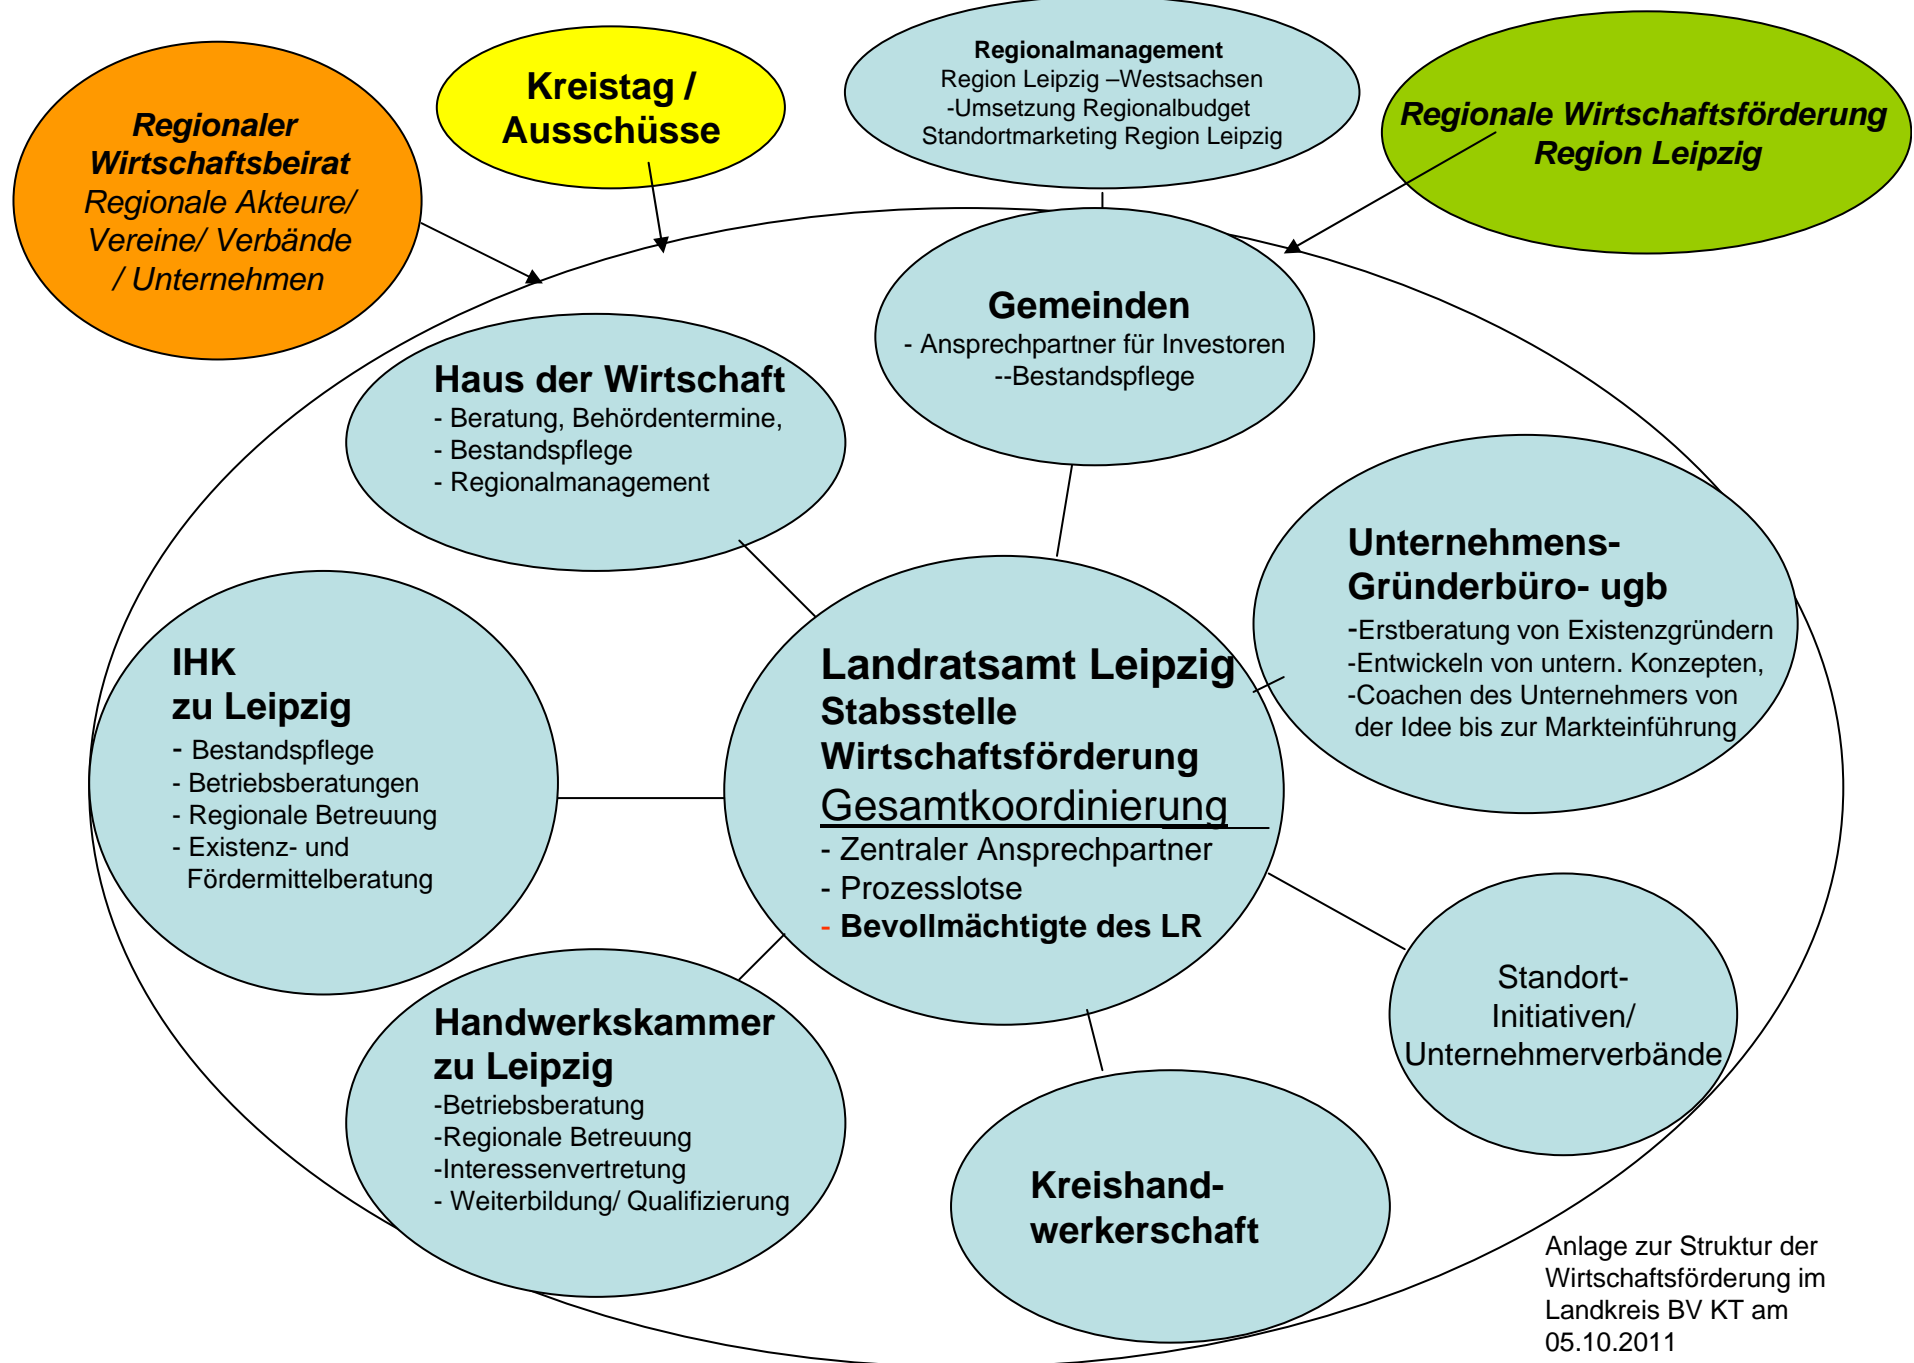 Regionaler
Wirtschaftsbeirat
Regionale Akteure/
Vereine/ Verbände
/ Unternehmen
Kreistag /
Ausschüsse
Regionalmanagement
Region Leipzig –Westsachsen
-Umsetzung Regionalbudget
Standortmarketing Region Leipzig
Regionale Wirtschaftsförderung
Region Leipzig
Gemeinden
- Ansprechpartner für Investoren
--Bestandspflege
Haus der Wirtschaft
- Beratung, Behördentermine,
- Bestandspflege
- Regionalmanagement
Unternehmens-
Gründerbüro- ugb
-Erstberatung von Existenzgründern
-Entwickeln von untern. Konzepten,
-Coachen des Unternehmers von
der Idee bis zur Markteinführung
IHK
zu Leipzig
- Bestandspflege
- Betriebsberatungen
- Regionale Betreuung
- Existenz- und
Fördermittelberatung
Landratsamt Leipzig
Stabsstelle
Wirtschaftsförderung
Gesamtkoordinierung
- Zentraler Ansprechpartner
- Prozesslotse
- Bevollmächtigte des LR
Standort-
Initiativen/
Unternehmerverbände
Handwerkskammer
zu Leipzig
-Betriebsberatung
-Regionale Betreuung
-Interessenvertretung
- Weiterbildung/ Qualifizierung
Kreishand-
werkerschaft
Anlage zur Struktur der
Wirtschaftsförderung im
Landkreis BV KT am
05.10.2011